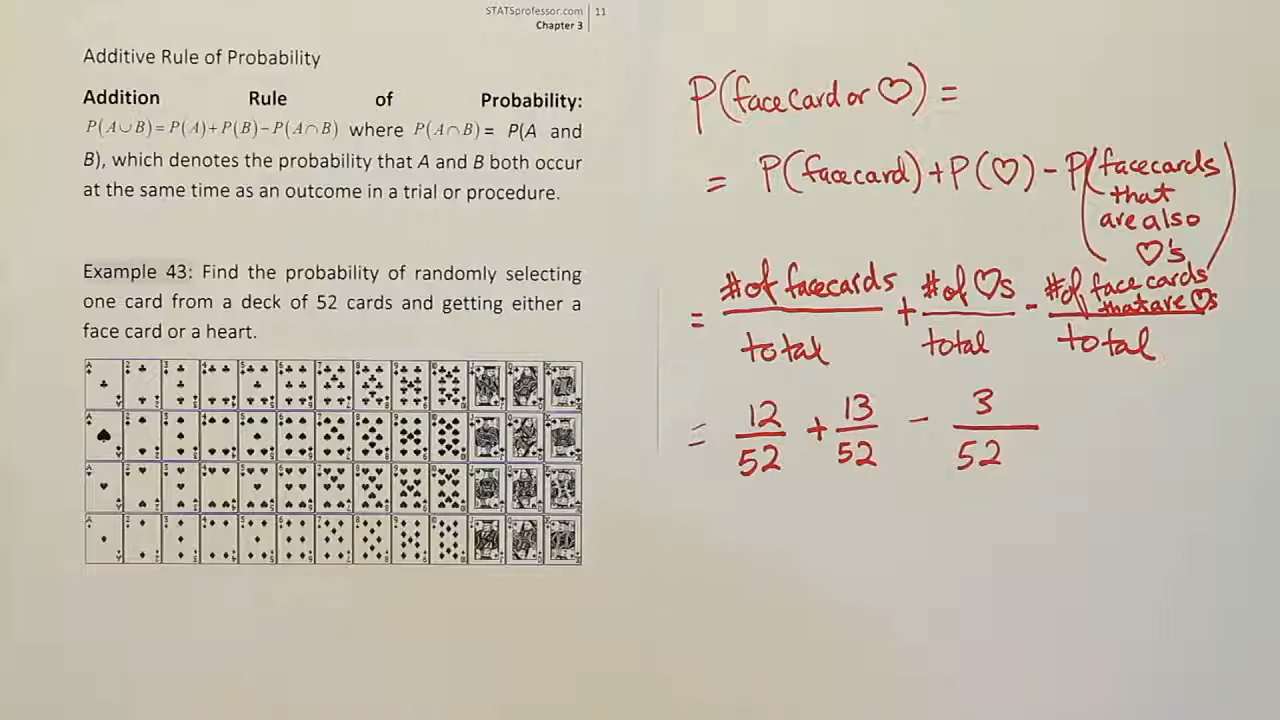 STATSprofessor.com | 11
Chapter 3
Additive Rule of Probability
Addition Rule of Probability:
P(A∪B)=P(A)+P(B)−P(A∩B) where P(A∩B)= P(A and
B), which denotes the probability that A and B both occur
at the same time as an outcome in a trial or procedure.
Example 43: Find the probability of randomly selecting
one card from a deck of 52 cards and getting either a
face card or a heart.
P(face card or ♡) =
= P(facecard) + P(♡) − P(facecards
that
are also
♡'s)
= # of facecards/total + # of ♡s/total − # of face cards that are ♡s/total
= 12/52 + 13/52 − 3/52